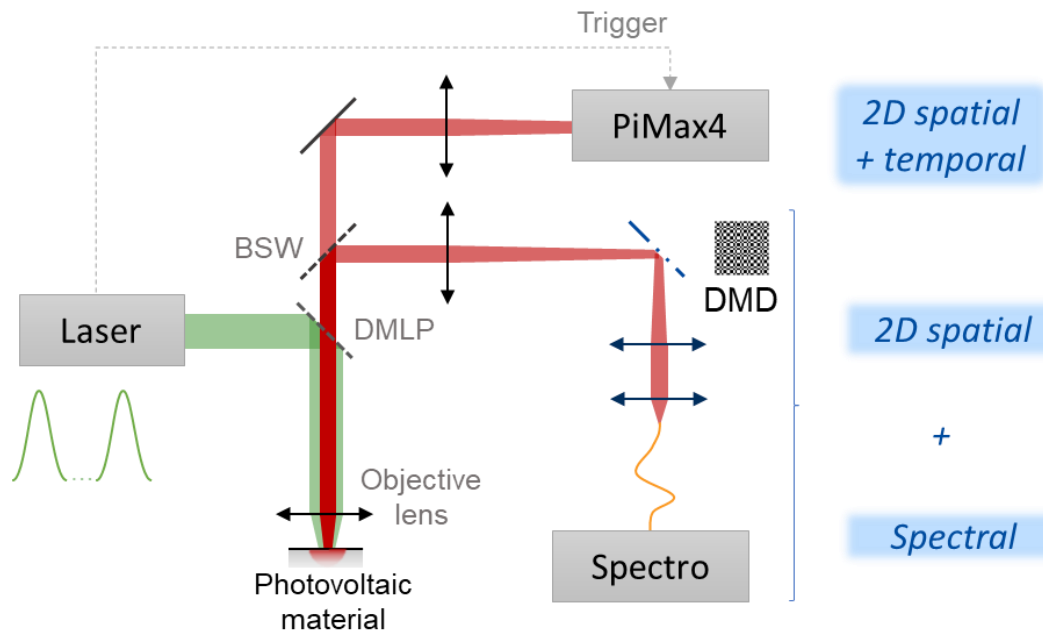 Trigger
PiMax4
2D spatial
+ temporal
BSW
DMD
Laser
DMLP
2D spatial
+
Objective
lens
Spectro
Spectral
Photovoltaic
material